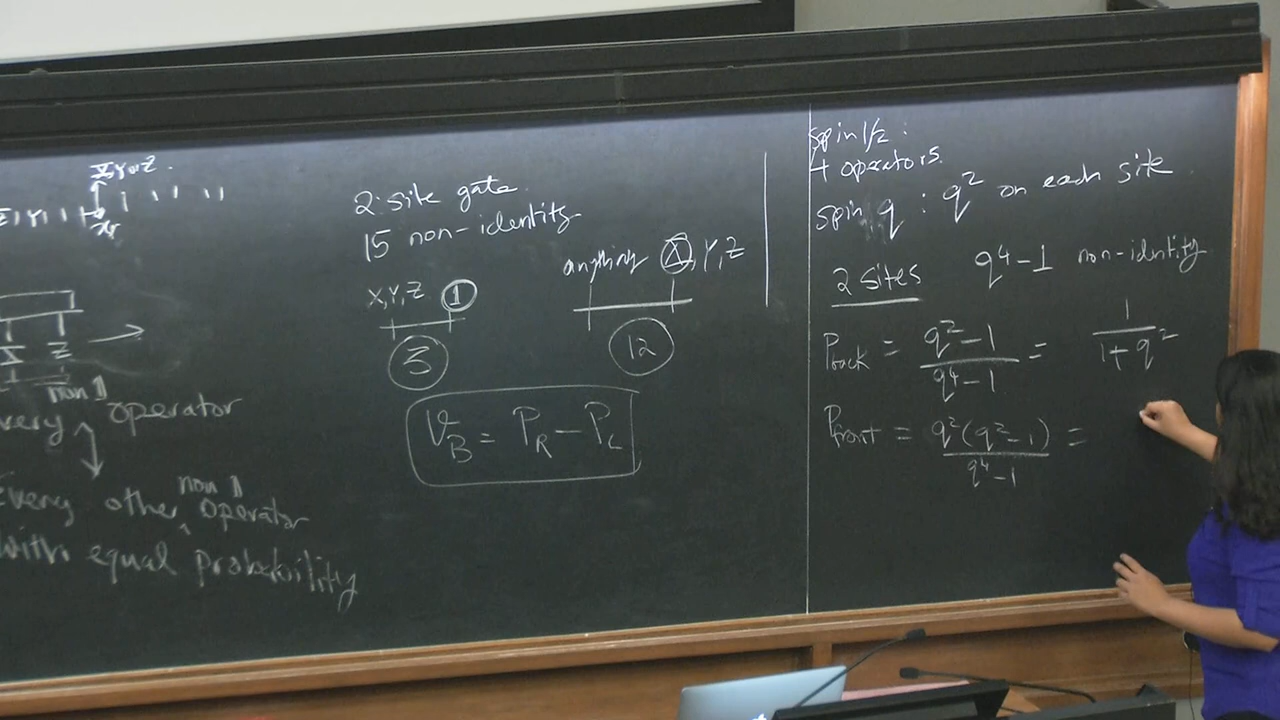 X, Y or Z.
X Y
X Z
non 1
very operator
non 1
Every other operator
with equal probability
2-site gate
15 non-identity
X, Y, Z 1
3
anything X, Y, Z
12
V_B = P_R - P_L
spin 1/2 :
4 operators.
spin q : q² on each site
2 sites q⁴-1 non-identity
P_back = (q²-1)/(q⁴-1) = 1/(1+q²)
P_front = q²(q²-1)/(q⁴-1) =